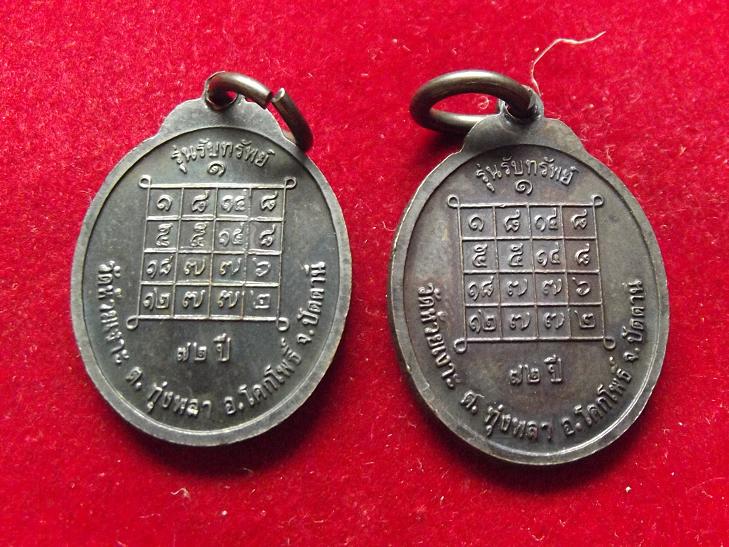 รุ่นรับทรัพย์
๑
๑ ๘ ๑๔ ๘
๕ ๕ ๑๕ ๘
๑๘ ๗ ๗ ๖
๑๒ ๗ ๗ ๒
๗๒ ปี
วัดห้วยเงาะ ต. ทุ่งพลา อ.โคกโพธิ์ จ.ปัตตานี
รุ่นรับทรัพย์
๑
๑ ๘ ๑๔ ๘
๕ ๕ ๑๔ ๘
๑๘ ๗ ๗ ๖
๑๒ ๗ ๗ ๒
๗๒ ปี
วัดห้วยเงาะ ต. ทุ่งพลา อ.โคกโพธิ์ จ.ปัตตานี